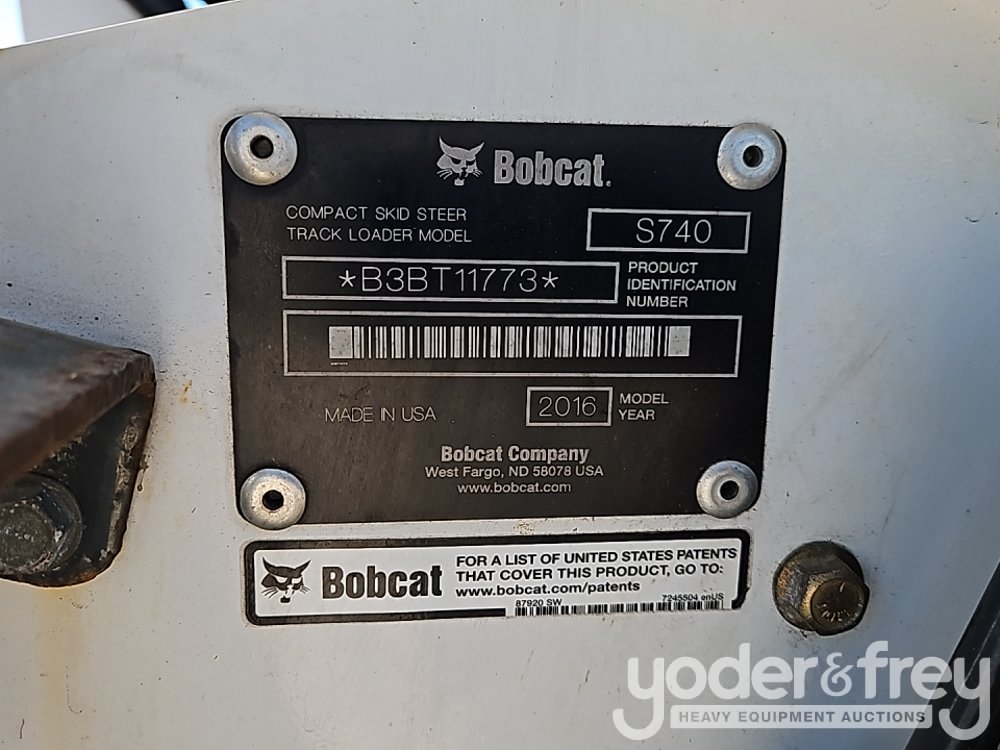 Bobcat.
COMPACT SKID STEER
TRACK LOADER MODEL
S740
*B3BT11773*
PRODUCT
IDENTIFICATION
NUMBER
MADE IN USA
2016
MODEL
YEAR
Bobcat Company
West Fargo, ND 58078 USA
www.bobcat.com
Bobcat
FOR A LIST OF UNITED STATES PATENTS
THAT COVER THIS PRODUCT, GO TO:
www.bobcat.com/patents
87920 SW
7245504 enUS
yoder&frey
HEAVY EQUIPMENT AUCTIONS